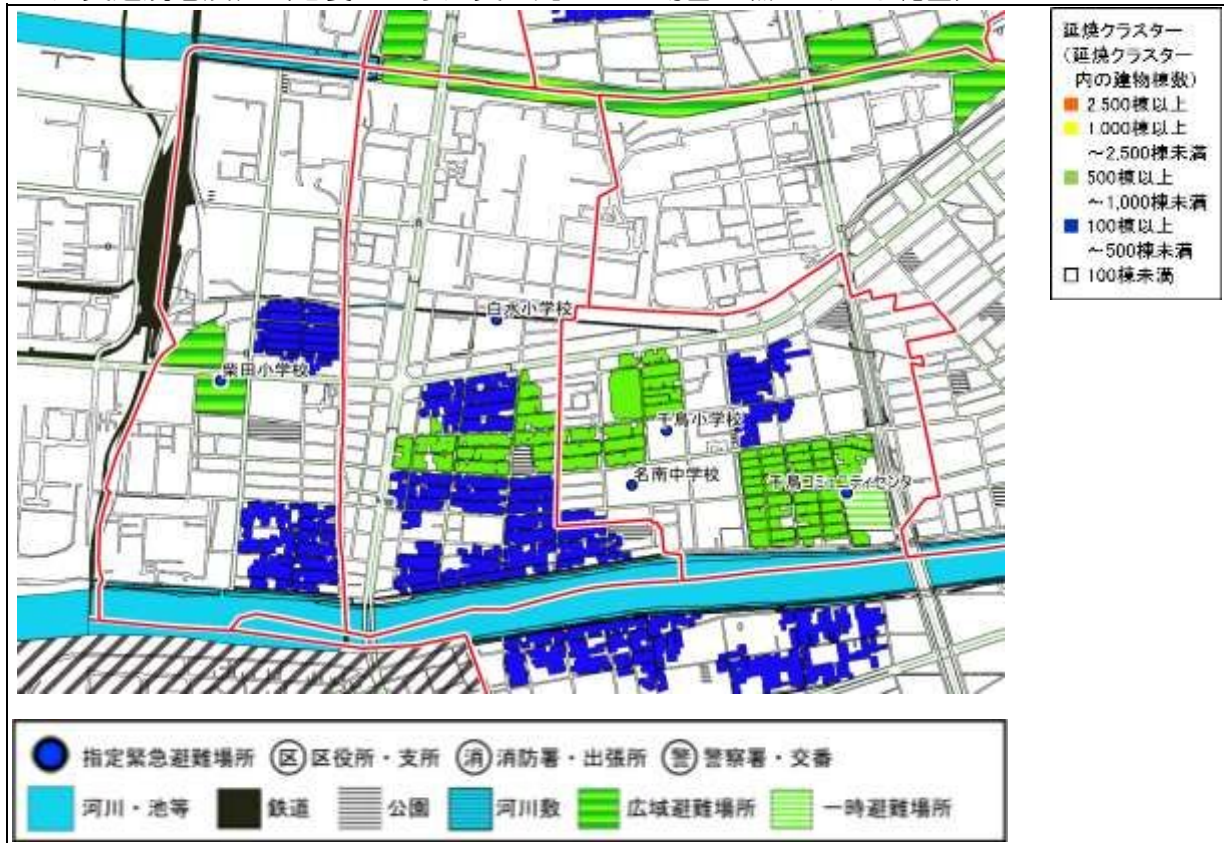 延焼クラスター
(延焼クラスター
内の建物棟数)
2,500棟以上
1,000棟以上
～2,500棟未満
500棟以上
～1,000棟未満
100棟以上
～500棟未満
100棟未満
白水小学校
柴田小学校
千鳥小学校
名南中学校
千鳥コミュニティセンター
指定緊急避難場所 区 区役所・支所 消 消防署・出張所 警 警察署・交番
河川・池等 鉄道 公園 河川敷 広域避難場所 一時避難場所